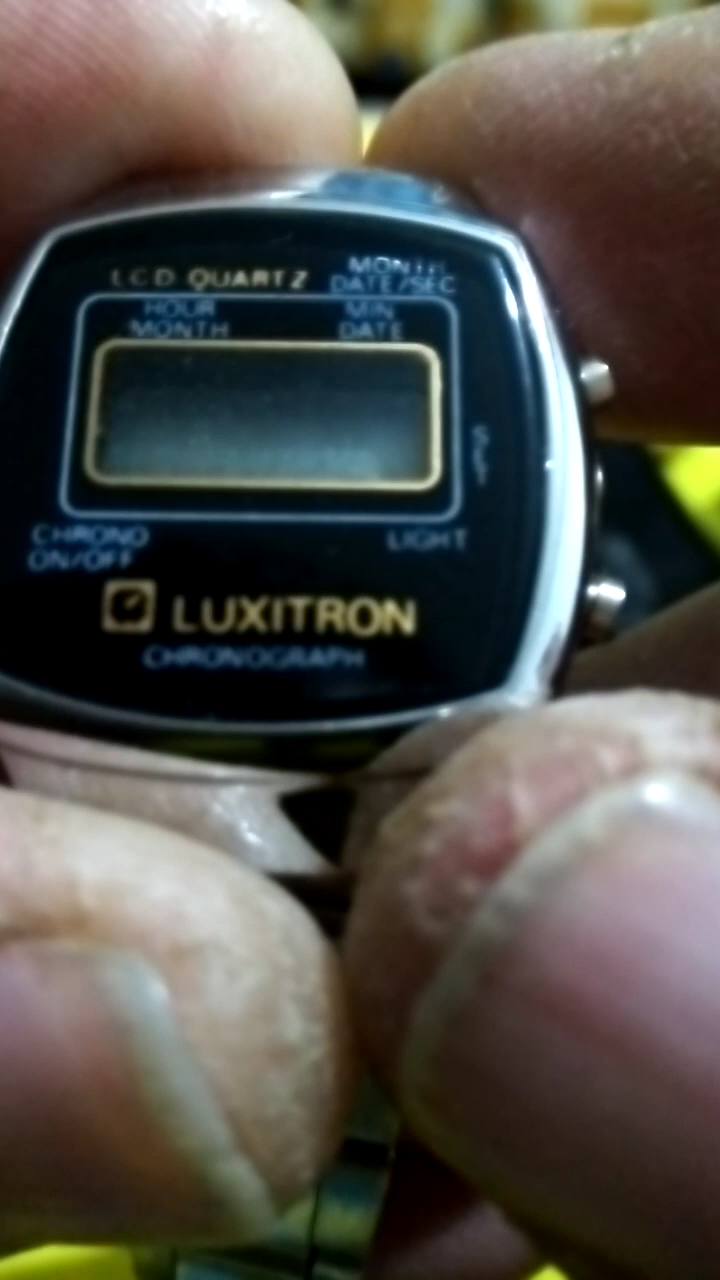 LCD QUARTZ
MONTH
DATE/SEC
HOUR
MONTH
MIN
DATE
CHRONO
ON/OFF
LIGHT
LUXITRON
CHRONOGRAPH